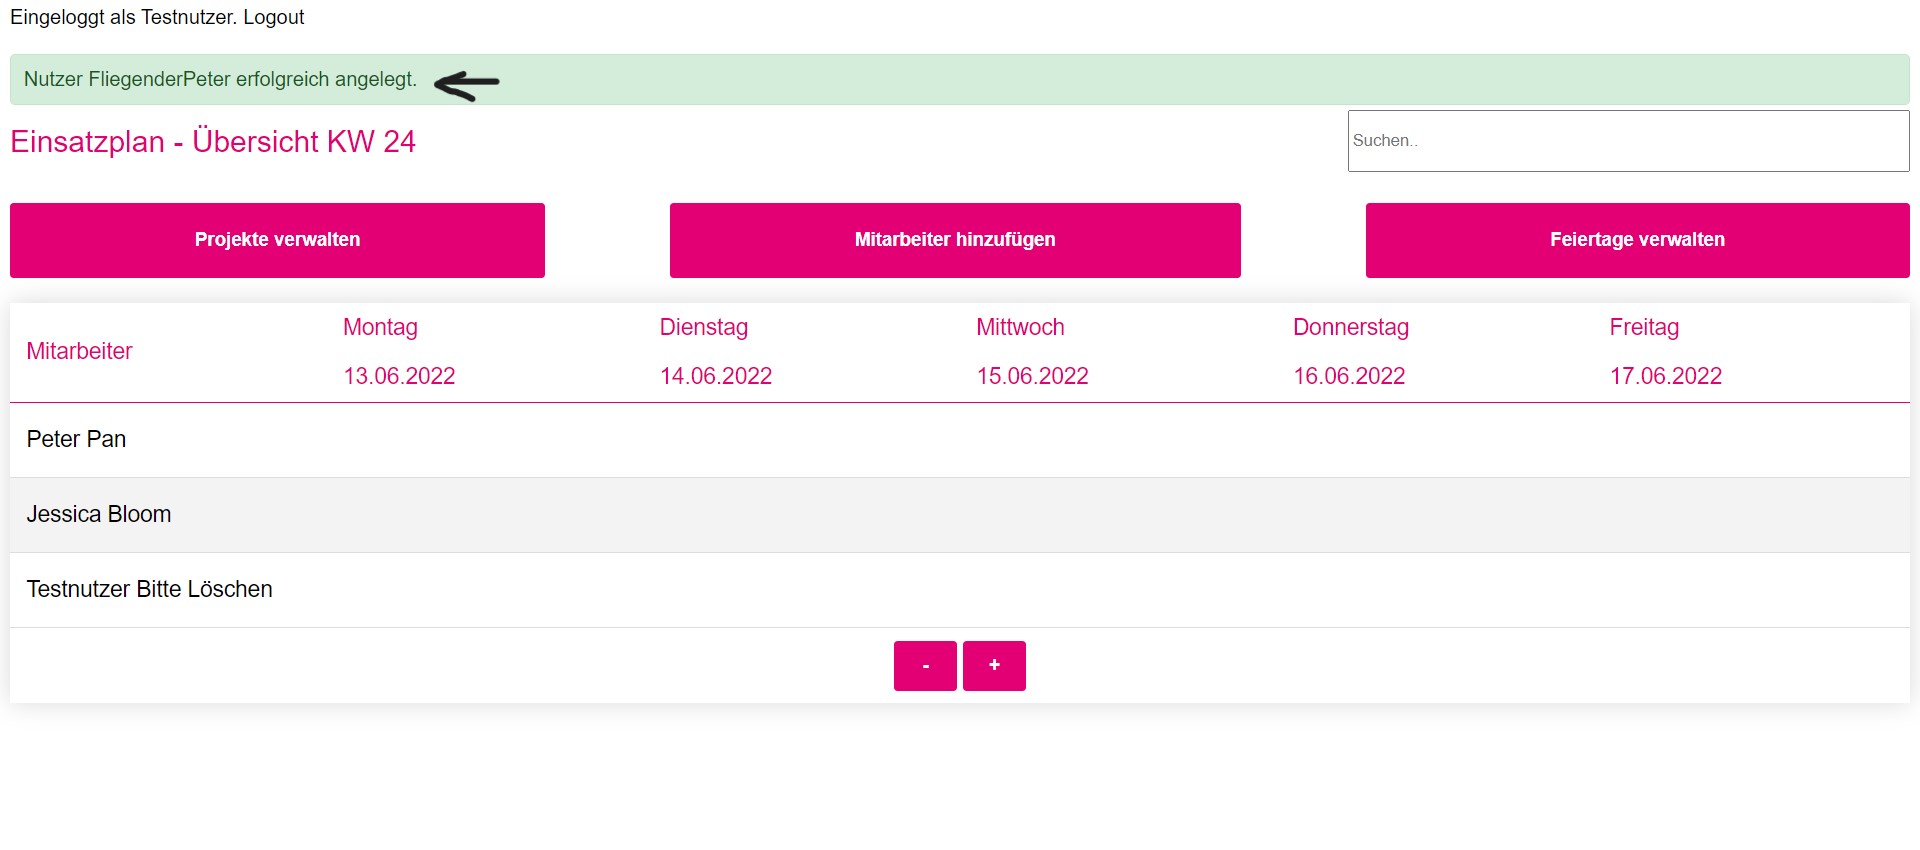 Eingeloggt als Testnutzer. Logout
Nutzer FliegenderPeter erfolgreich angelegt.
Einsatzplan - Übersicht KW 24
Suchen..
Projekte verwalten
Mitarbeiter hinzufügen
Feiertage verwalten
Mitarbeiter
Montag
13.06.2022
Dienstag
14.06.2022
Mittwoch
15.06.2022
Donnerstag
16.06.2022
Freitag
17.06.2022
Peter Pan
Jessica Bloom
Testnutzer Bitte Löschen
- +